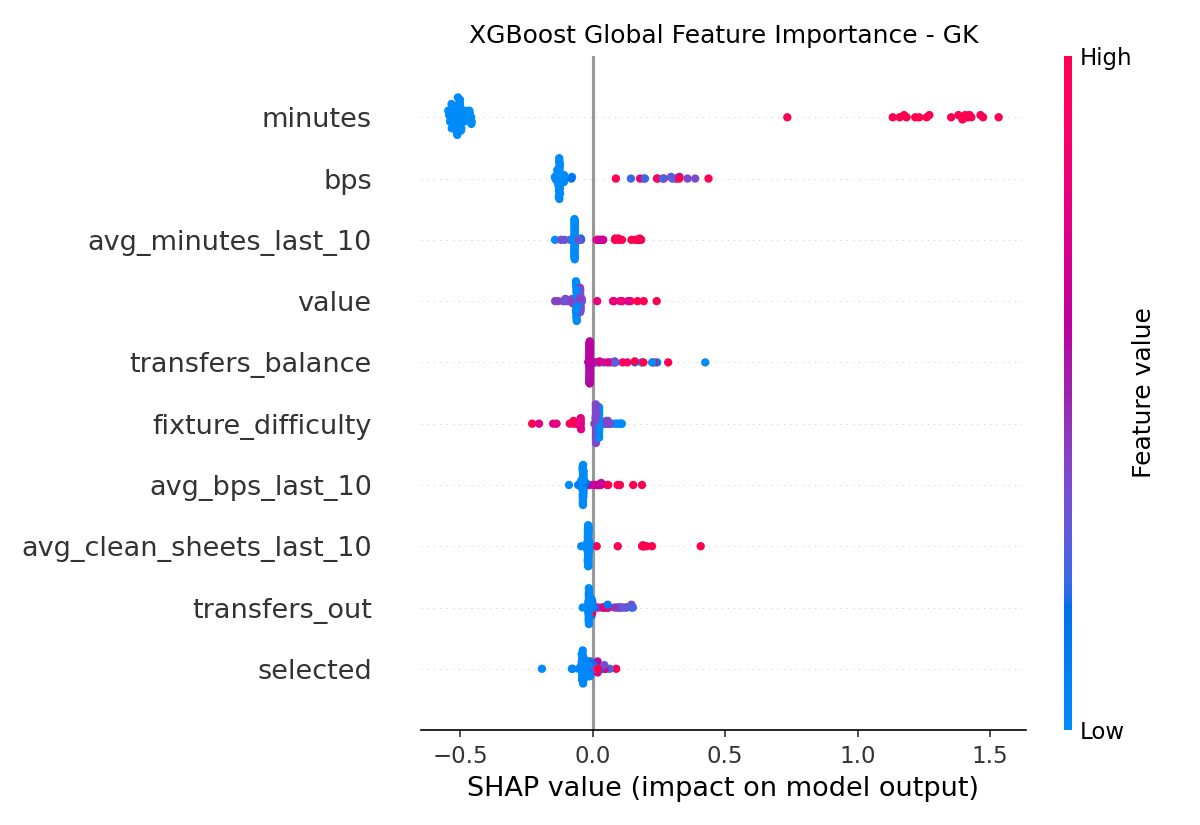 XGBoost Global Feature Importance - GK
High
minutes
bps
avg_minutes_last_10
value
transfers_balance
fixture_difficulty
avg_bps_last_10
avg_clean_sheets_last_10
transfers_out
selected
Feature value
Low
−0.5 0.0 0.5 1.0 1.5
SHAP value (impact on model output)